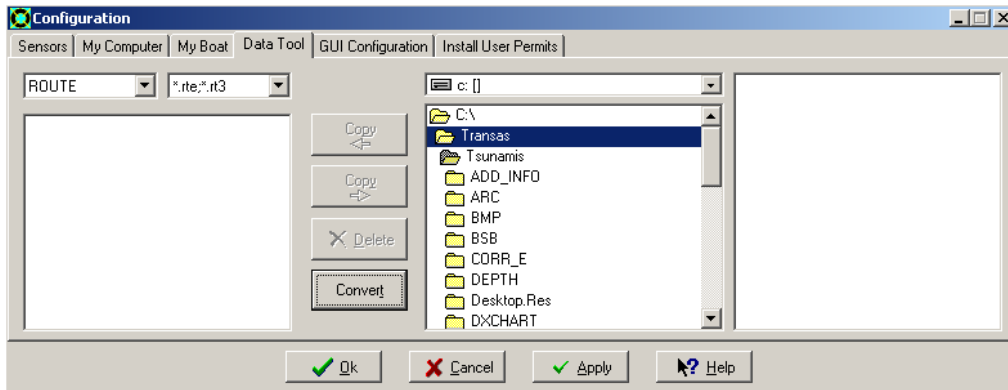 Configuration
Sensors My Computer My Boat Data Tool GUI Configuration Install User Permits
ROUTE *.rte;*.rt3 c: []
C:\
Transas
Tsunamis
ADD_INFO
ARC
BMP
BSB
CORR_E
DEPTH
Desktop.Res
DXCHART
Copy
Copy
Delete
Convert
Ok Cancel Apply Help